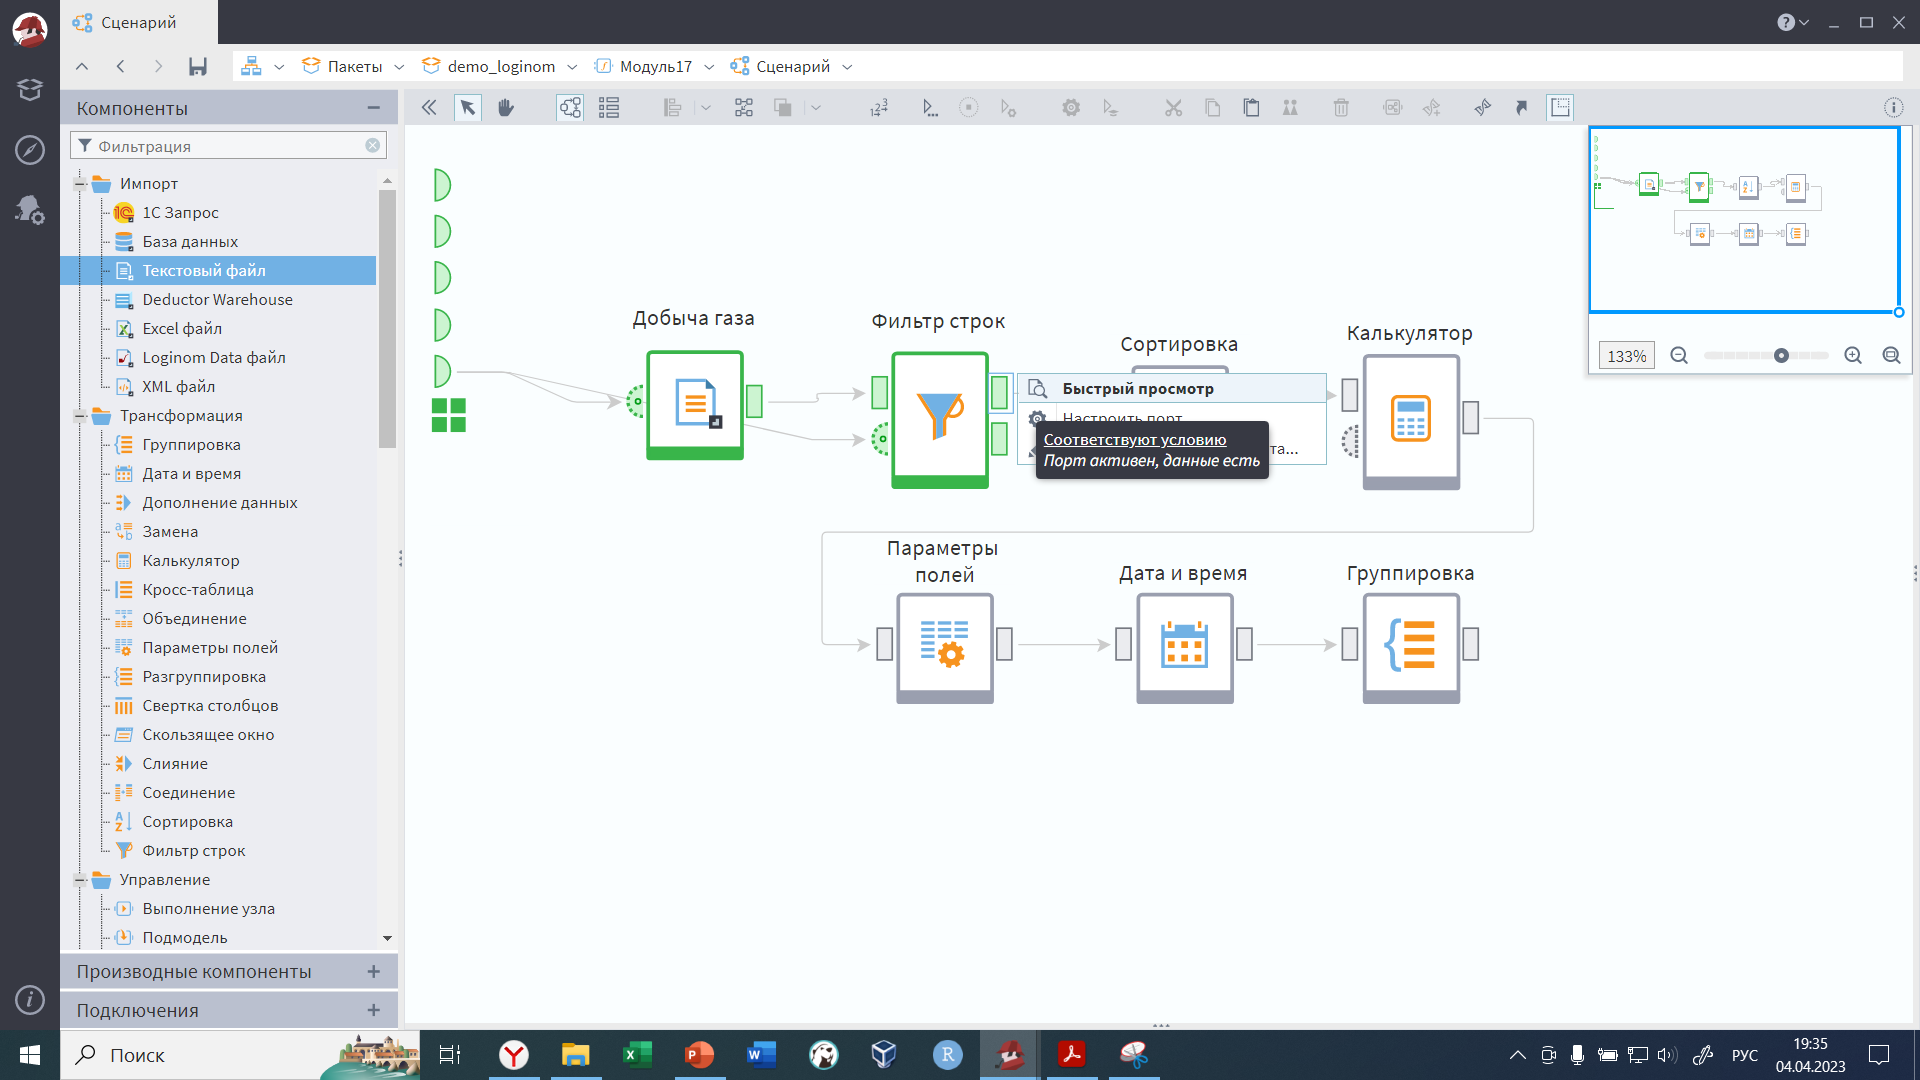 Сценарий
Пакеты
demo_loginom
Модуль17
Сценарий
Компоненты
Фильтрация
Импорт
1С Запрос
База данных
Текстовый файл
Deductor Warehouse
Excel файл
Loginom Data файл
XML файл
Трансформация
Группировка
Дата и время
Дополнение данных
Замена
Калькулятор
Кросс-таблица
Объединение
Параметры полей
Разгруппировка
Свертка столбцов
Скользящее окно
Слияние
Соединение
Сортировка
Фильтр строк
Управление
Выполнение узла
Подмодель
Производные компоненты
Подключения
Добыча газа
Фильтр строк
Сортировка
Калькулятор
Быстрый просмотр
Настроить порт...
Соответствуют условию
Порт активен, данные есть
та...
Параметры
полей
Дата и время
Группировка
133%
Поиск
РУС
19:35
04.04.2023